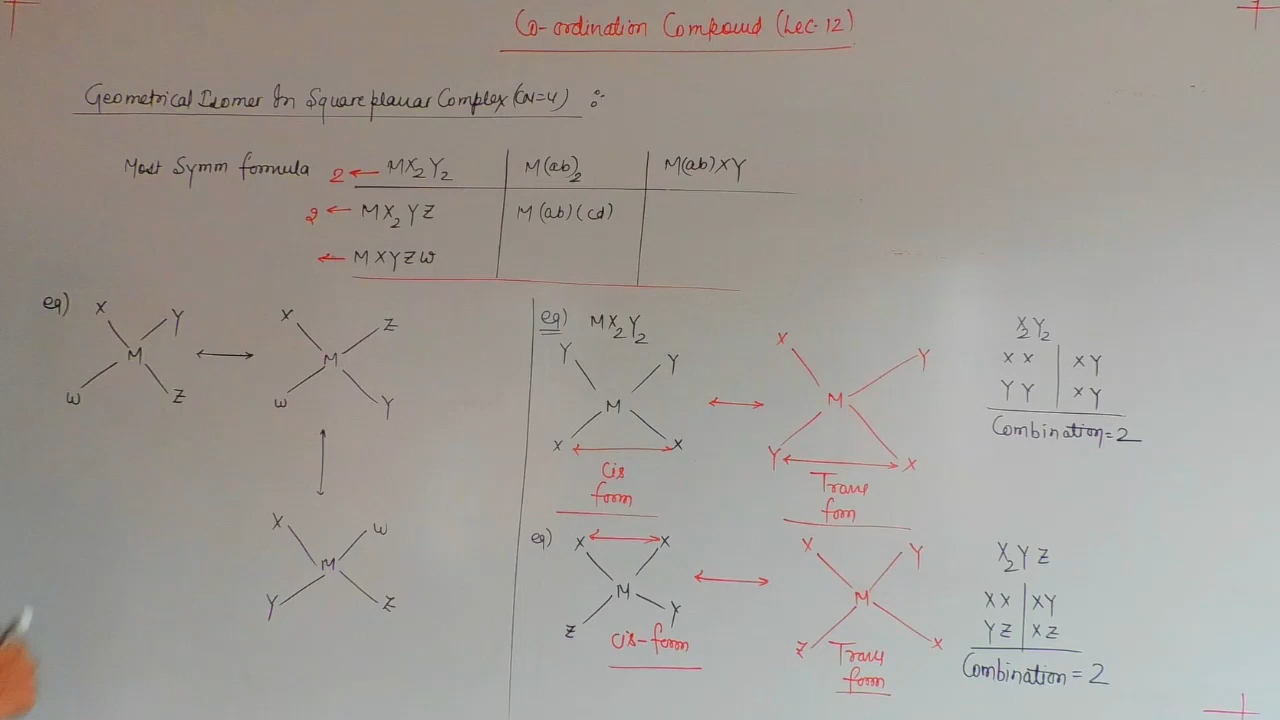 Co-ordination Compound (Lec-12)
Geometrical Isomer In Square planar Complex (CN=4) :-
Most Symm formula 2 ← MX2Y2 M(ab)2 M(ab)XY
2 ← MX2YZ M(ab)(cd)
← MXYZW
eg)
X Y
M
W Z
X Z
M
W Y
X W
M
Y Z
eg) MX2Y2
Y Y
M
X X
Cis
form
X Y
M
Y X
Trans
form
X2Y2
XX XY
YY XY
Combination=2
eg)
X X
M
Z Y
Cis-form
X Y
M
Z X
Trans
form
X2YZ
XX XY
YZ XZ
Combination=2